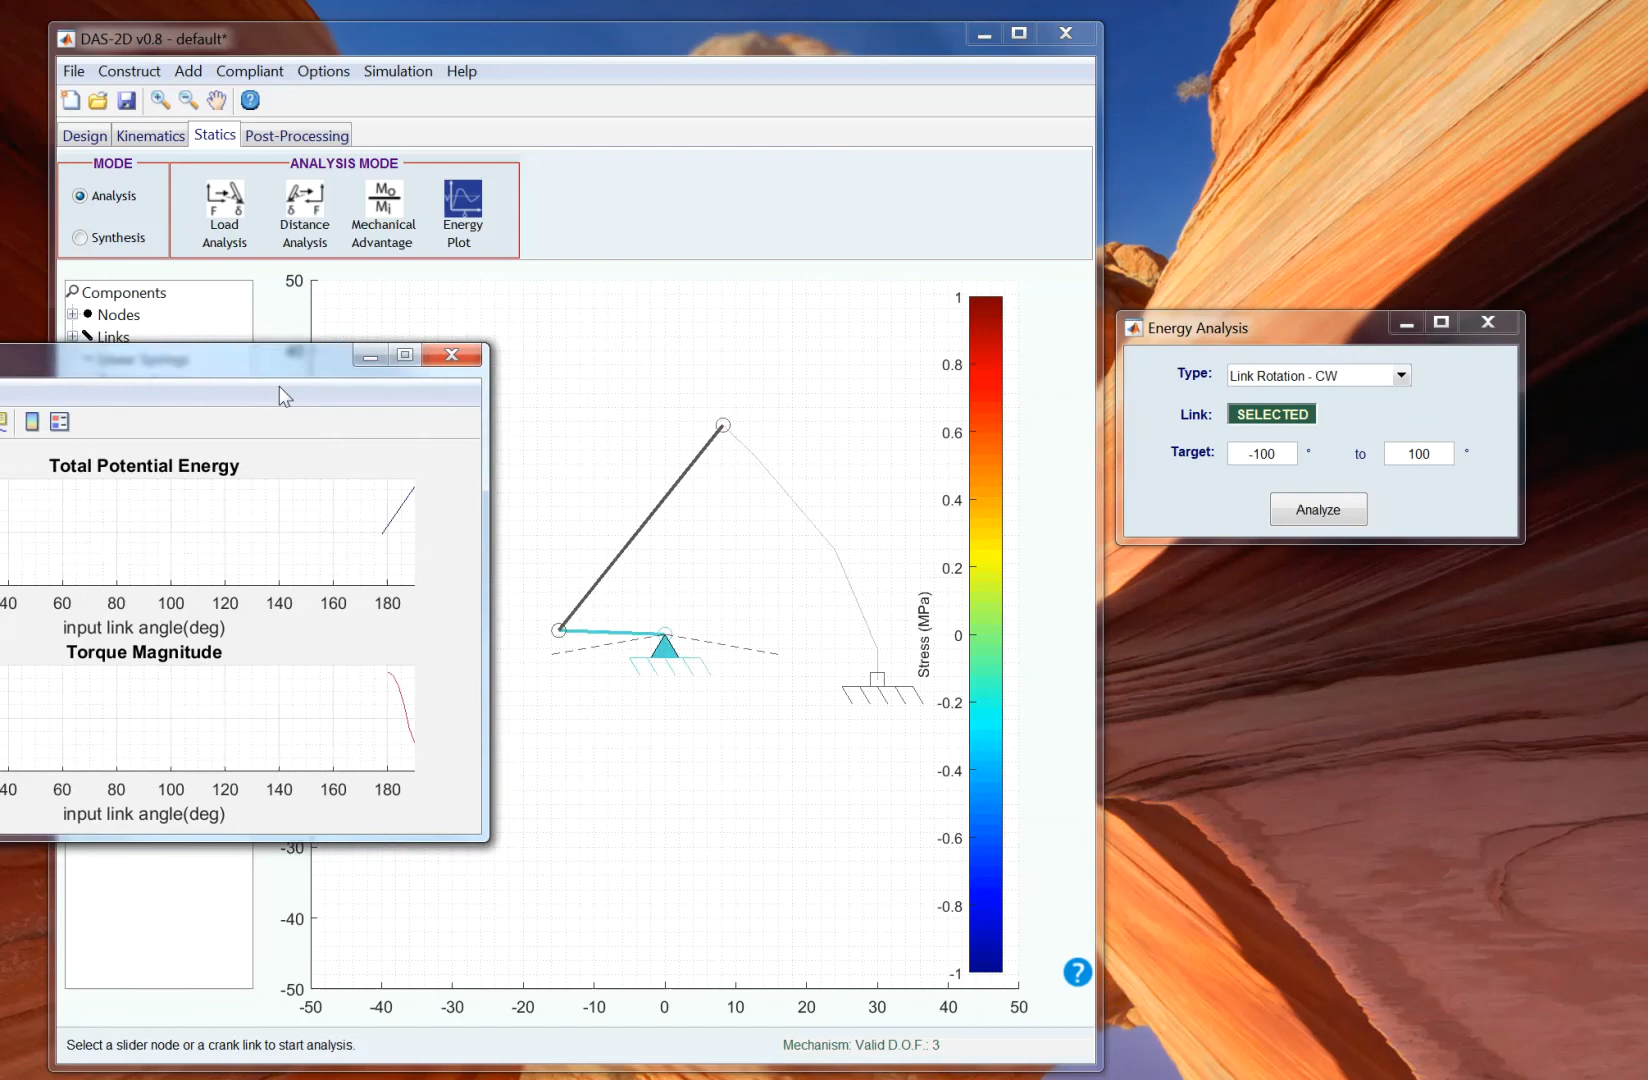 DAS-2D v0.8 - default*
File Construct Add Compliant Options Simulation Help
Design Kinematics Statics Post-Processing
MODE
Analysis
Synthesis
ANALYSIS MODE
F δ
Load Analysis
δ F
Distance Analysis
Mo
Mi
Mechanical Advantage
V
Energy Plot
Components
Nodes
Links
Linear Springs
Total Potential Energy
40 60 80 100 120 140 160 180
input link angle(deg)
Torque Magnitude
40 60 80 100 120 140 160 180
input link angle(deg)
50
40
-30
-40
-50
-50 -40 -30 -20 -10 0 10 20 30 40 50
1
0.8
0.6
0.4
0.2
0
-0.2
-0.4
-0.6
-0.8
-1
Stress (MPa)
?
Select a slider node or a crank link to start analysis.
Mechanism: Valid D.O.F.: 3
Energy Analysis
Type: Link Rotation - CW
Link: SELECTED
Target: -100 ° to 100 °
Analyze